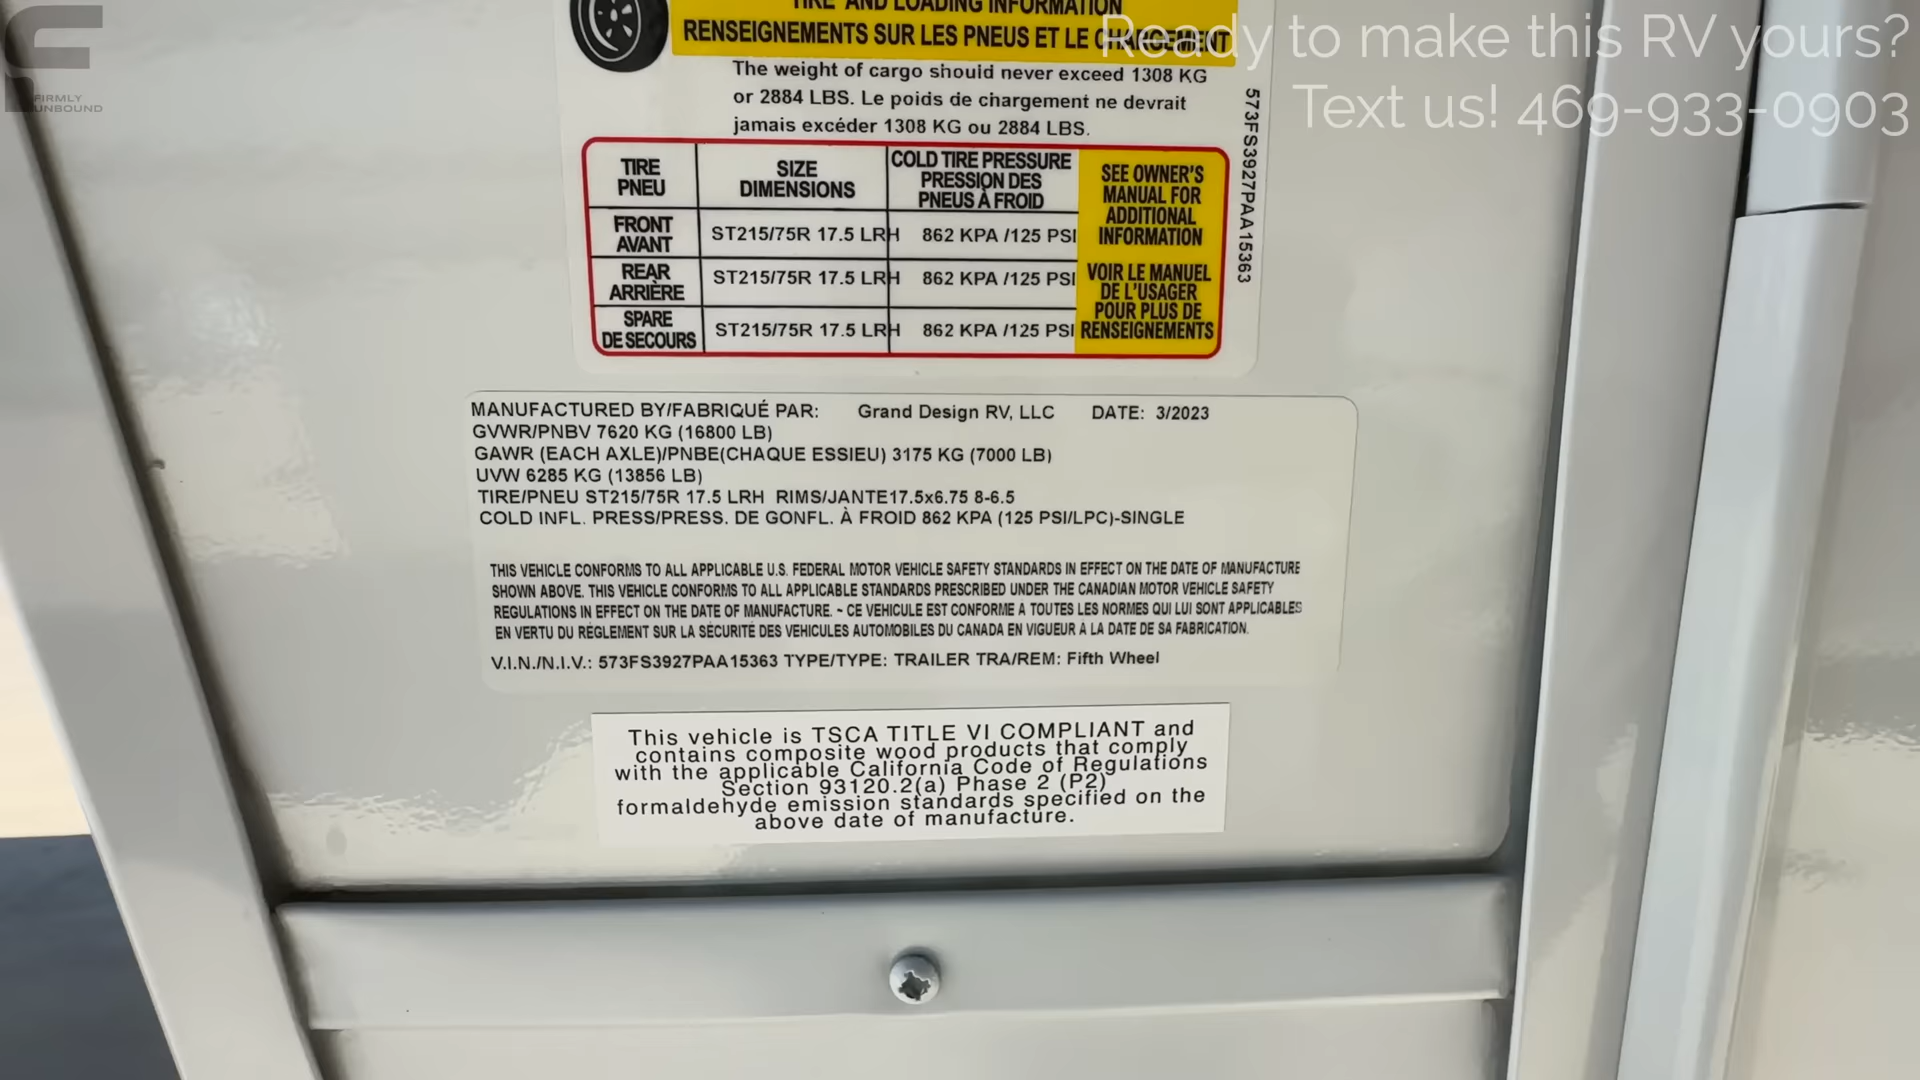 TIRE AND LOADING INFORMATION
RENSEIGNEMENTS SUR LES PNEUS ET LE CHARGEMENT
Ready to make this RV yours?
Text us! 469-933-0903
FIRMLY
UNBOUND
The weight of cargo should never exceed 1308 KG
or 2884 LBS. Le poids de chargement ne devrait
jamais excéder 1308 KG ou 2884 LBS.
573FS3927PAA15363
TIRE
PNEU
SIZE
DIMENSIONS
COLD TIRE PRESSURE
PRESSION DES
PNEUS À FROID
FRONT
AVANT
ST215/75R 17.5 LRH 862 KPA /125 PSI
REAR
ARRIÈRE
ST215/75R 17.5 LRH 862 KPA /125 PSI
SPARE
DE SECOURS
ST215/75R 17.5 LRH 862 KPA /125 PSI
SEE OWNER'S
MANUAL FOR
ADDITIONAL
INFORMATION
VOIR LE MANUEL
DE L'USAGER
POUR PLUS DE
RENSEIGNEMENTS
MANUFACTURED BY/FABRIQUÉ PAR: Grand Design RV, LLC DATE: 3/2023
GVWR/PNBV 7620 KG (16800 LB)
GAWR (EACH AXLE)/PNBE(CHAQUE ESSIEU) 3175 KG (7000 LB)
UVW 6285 KG (13856 LB)
TIRE/PNEU ST215/75R 17.5 LRH RIMS/JANTE17.5x6.75 8-6.5
COLD INFL. PRESS/PRESS. DE GONFL. À FROID 862 KPA (125 PSI/LPC)-SINGLE
THIS VEHICLE CONFORMS TO ALL APPLICABLE U.S. FEDERAL MOTOR VEHICLE SAFETY STANDARDS IN EFFECT ON THE DATE OF MANUFACTURE
SHOWN ABOVE. THIS VEHICLE CONFORMS TO ALL APPLICABLE STANDARDS PRESCRIBED UNDER THE CANADIAN MOTOR VEHICLE SAFETY
REGULATIONS IN EFFECT ON THE DATE OF MANUFACTURE. - CE VEHICULE EST CONFORME A TOUTES LES NORMES QUI LUI SONT APPLICABLES
EN VERTU DU RÉGLEMENT SUR LA SÉCURITÉ DES VEHICULES AUTOMOBILES DU CANADA EN VIGUEUR À LA DATE DE SA FABRICATION.
V.I.N./N.I.V.: 573FS3927PAA15363 TYPE/TYPE: TRAILER TRA/REM: Fifth Wheel
This vehicle is TSCA TITLE VI COMPLIANT and
contains composite wood products that comply
with the applicable California Code of Regulations
Section 93120.2(a) Phase 2 (P2)
formaldehyde emission standards specified on the
above date of manufacture.